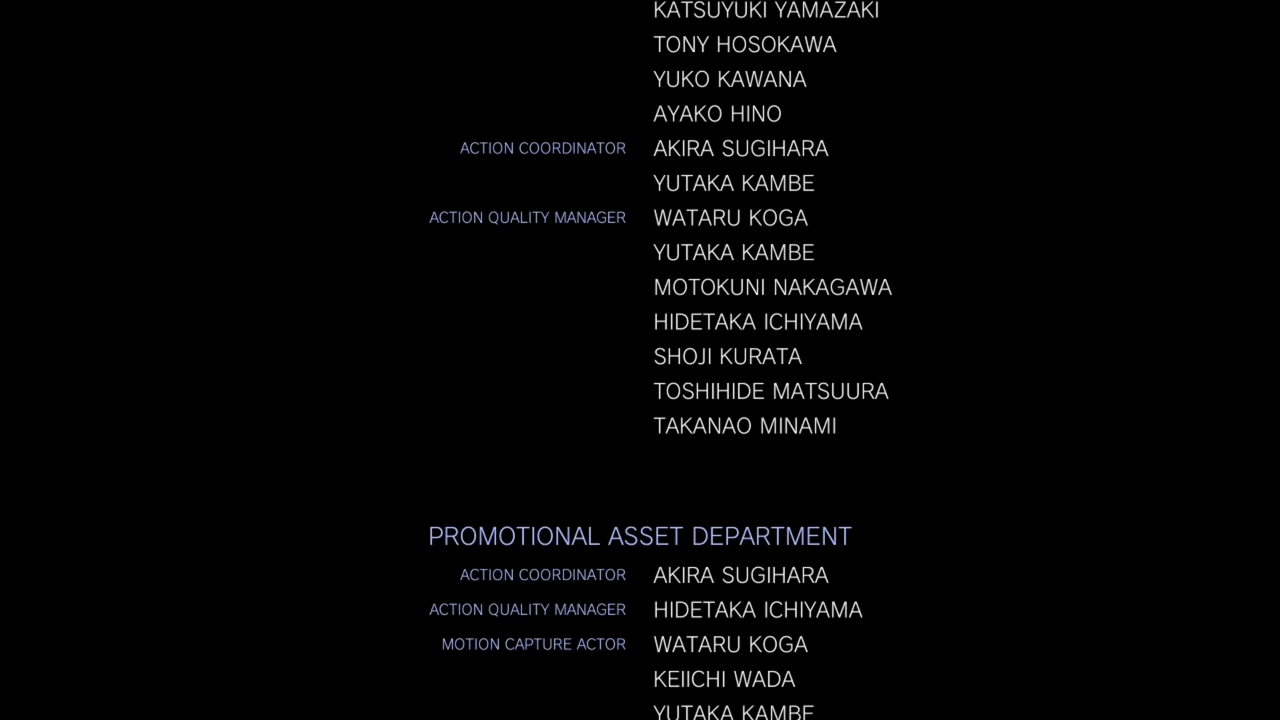 KATSUYUKI YAMAZAKI
TONY HOSOKAWA
YUKO KAWANA
AYAKO HINO
ACTION COORDINATOR AKIRA SUGIHARA
YUTAKA KAMBE
ACTION QUALITY MANAGER WATARU KOGA
YUTAKA KAMBE
MOTOKUNI NAKAGAWA
HIDETAKA ICHIYAMA
SHOJI KURATA
TOSHIHIDE MATSUURA
TAKANAO MINAMI
PROMOTIONAL ASSET DEPARTMENT
ACTION COORDINATOR AKIRA SUGIHARA
ACTION QUALITY MANAGER HIDETAKA ICHIYAMA
MOTION CAPTURE ACTOR WATARU KOGA
KEIICHI WADA
YUTAKA KAMBE